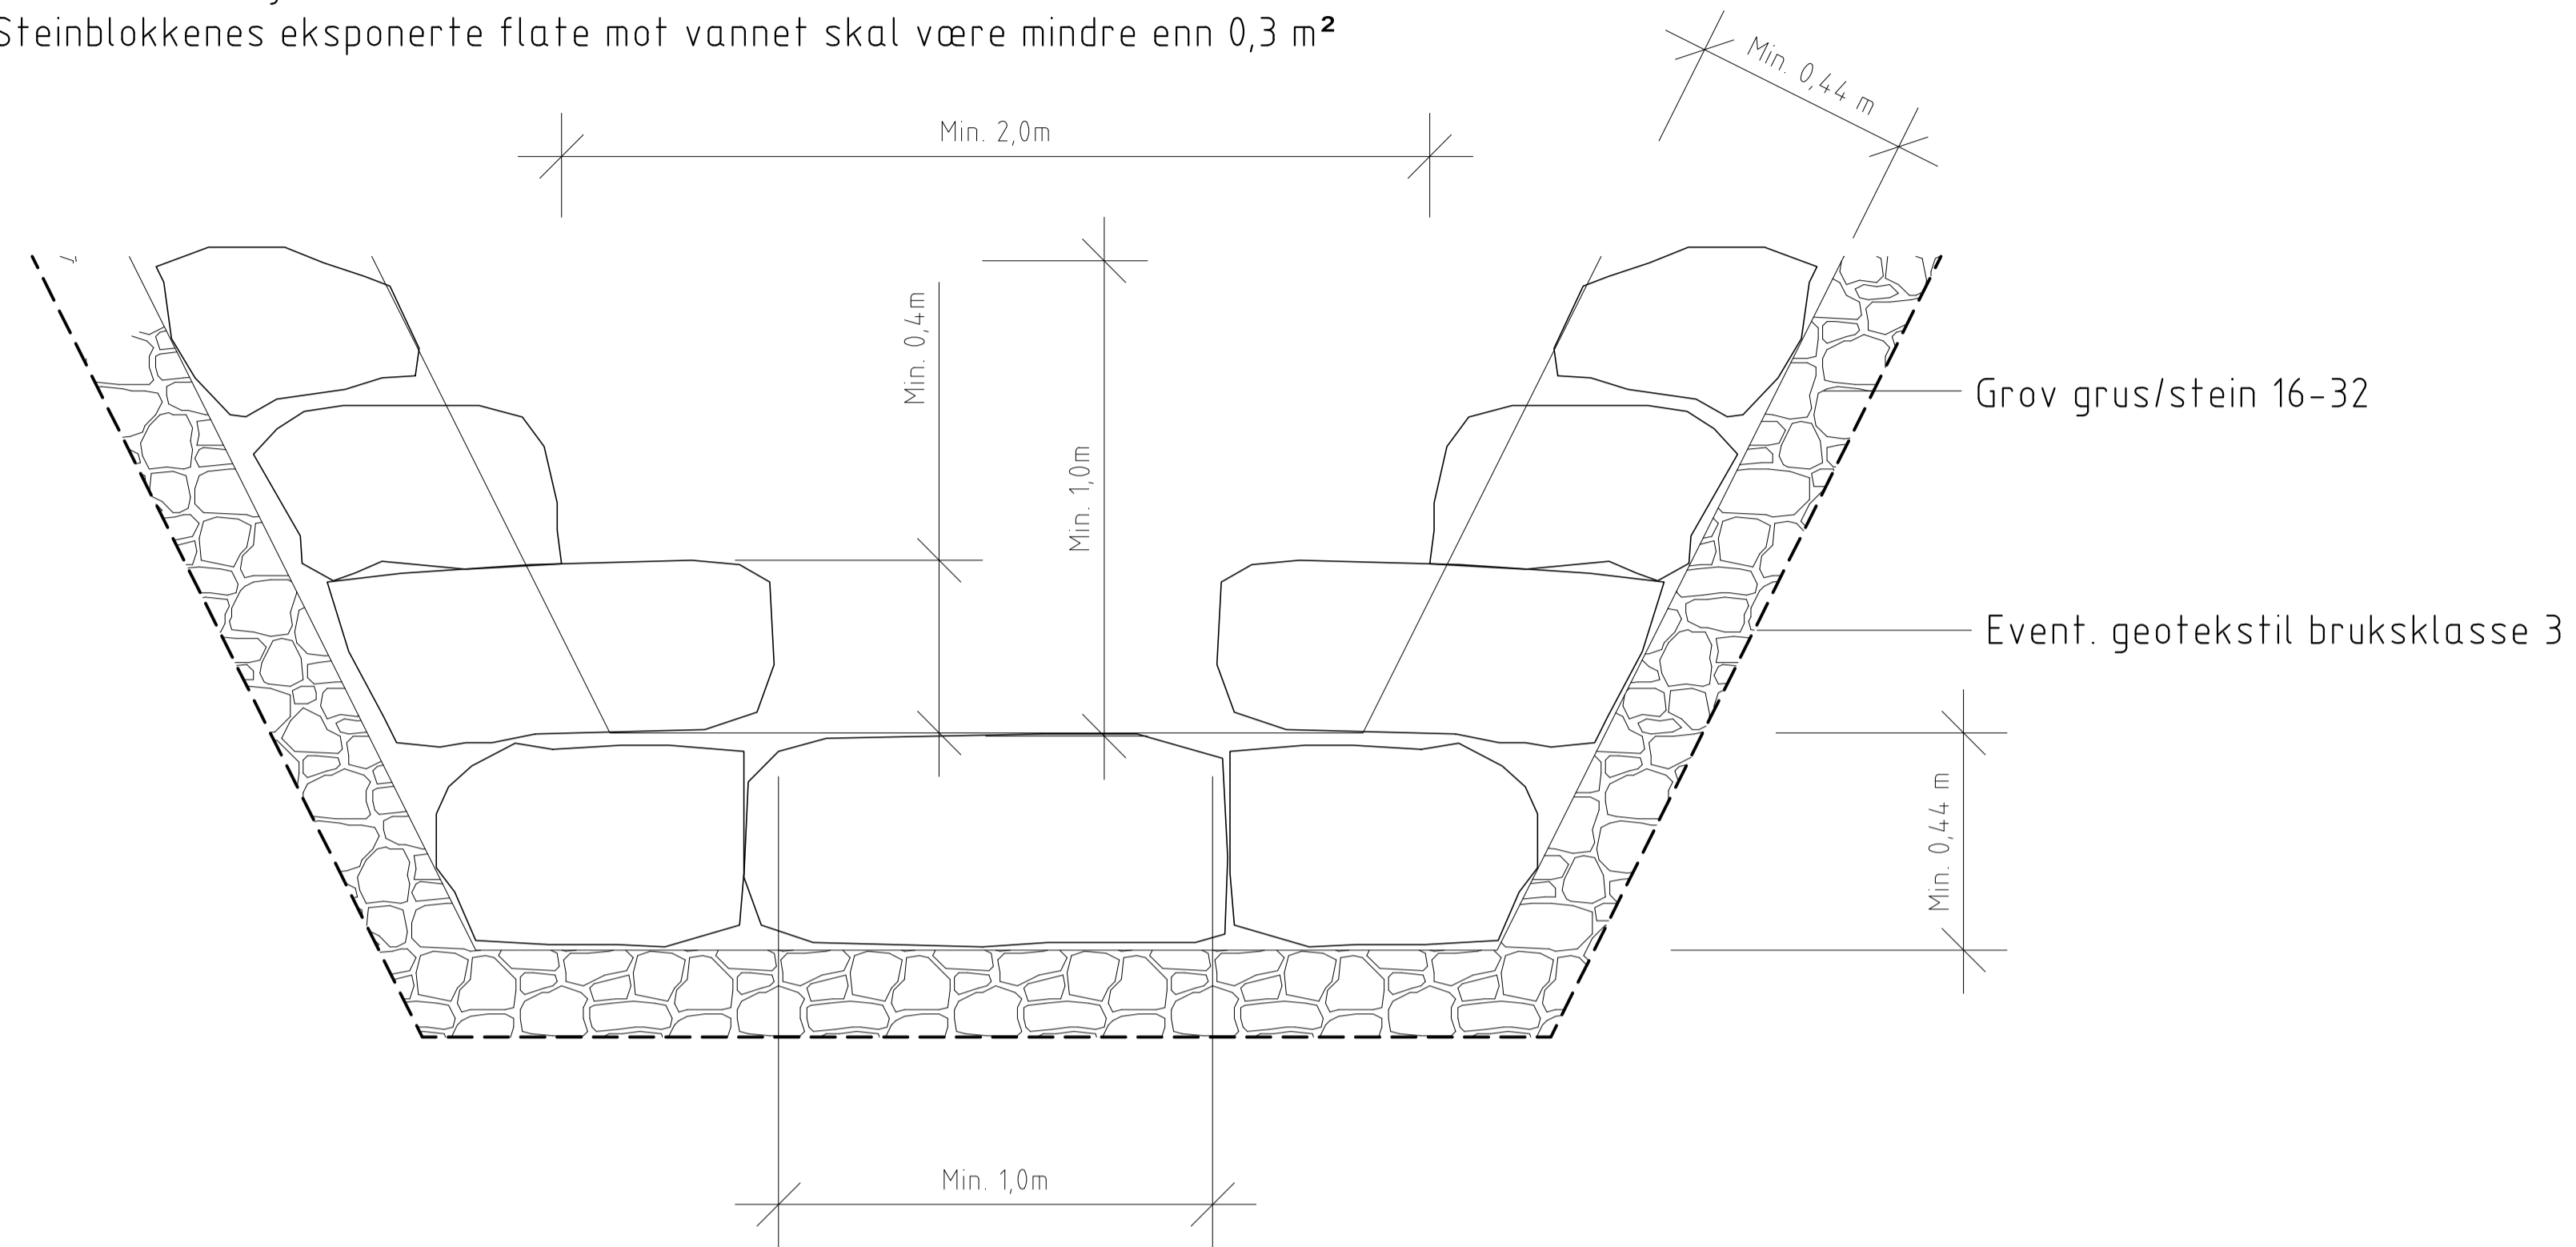 Steinblokkenes eksponerte flate mot vannet skal være mindre enn 0,3 m²
Min. 0,44 m
Min. 2,0m
Min. 0,4m
Min. 1,0m
Grov grus/stein 16-32
Event. geotekstil bruksklasse 3
Min. 0,44 m
Min. 1,0m